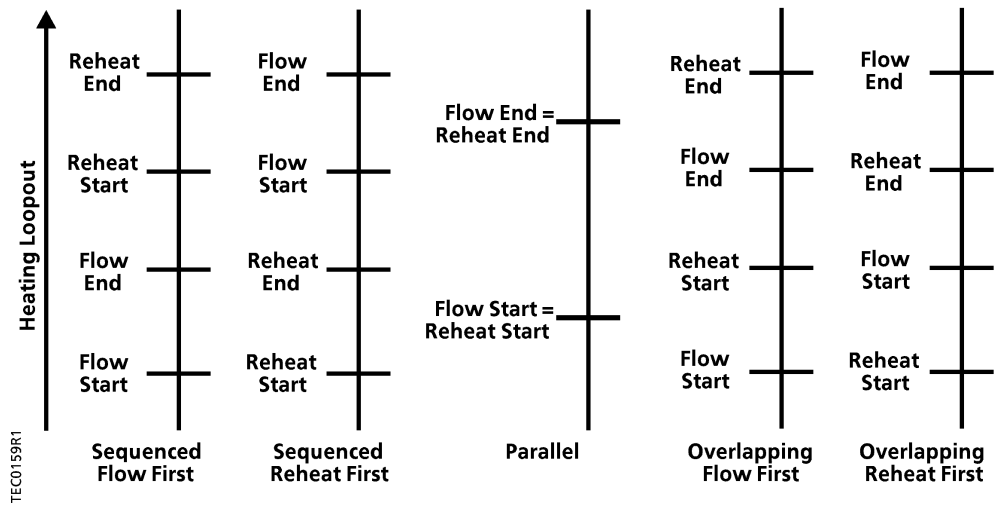 Heating Loopout
TEC0159R1
Reheat
End
Reheat
Start
Flow
End
Flow
Start
Sequenced
Flow First
Flow
End
Flow
Start
Reheat
End
Reheat
Start
Sequenced
Reheat First
Flow End =
Reheat End
Flow Start =
Reheat Start
Parallel
Reheat
End
Flow
End
Reheat
Start
Flow
Start
Overlapping
Flow First
Flow
End
Reheat
End
Flow
Start
Reheat
Start
Overlapping
Reheat First